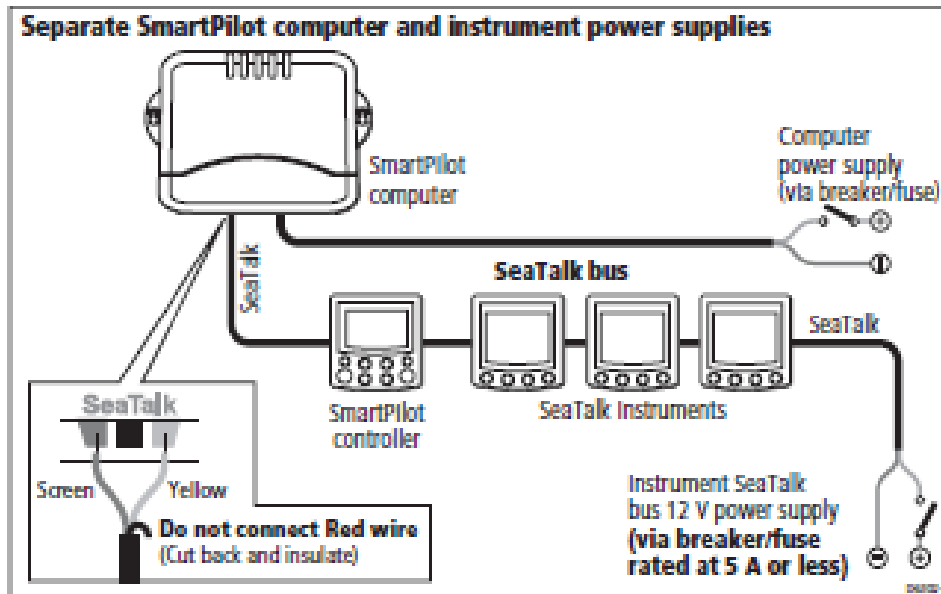 Separate SmartPilot computer and instrument power supplies
SmartPilot
computer
Computer
power supply
(via breaker/fuse)
SeaTalk
SeaTalk bus
SeaTalk
SmartPilot
controller
SeaTalk Instruments
SeaTalk
Screen
Yellow
Do not connect Red wire
(Cut back and insulate)
Instrument SeaTalk
bus 12 V power supply
(via breaker/fuse
rated at 5 A or less)